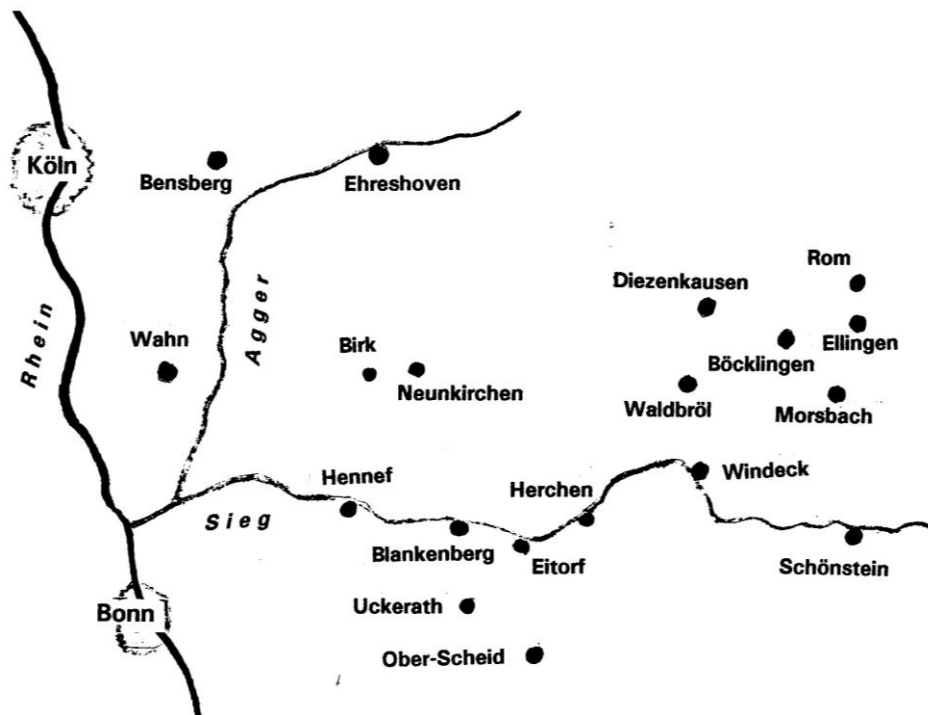 Köln
Bensberg
Ehreshoven
Rom
Diezenkausen
Rhein
Agger
Wahn
Birk
Neunkirchen
Böcklingen
Ellingen
Waldbröl
Morsbach
Hennef
Herchen
Windeck
Sieg
Blankenberg
Eitorf
Schönstein
Bonn
Uckerath
Ober-Scheid